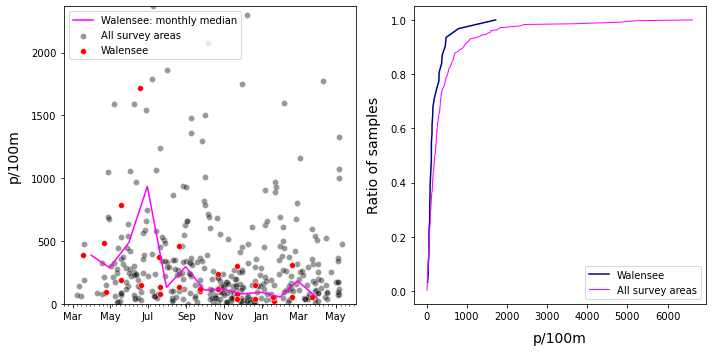 Walensee: monthly median
All survey areas
Walensee
p/100m
2000
1500
1000
500
0
Mar May Jul Sep Nov Jan Mar May
Ratio of samples
1.0
0.8
0.6
0.4
0.2
0.0
Walensee
All survey areas
0 1000 2000 3000 4000 5000 6000
p/100m